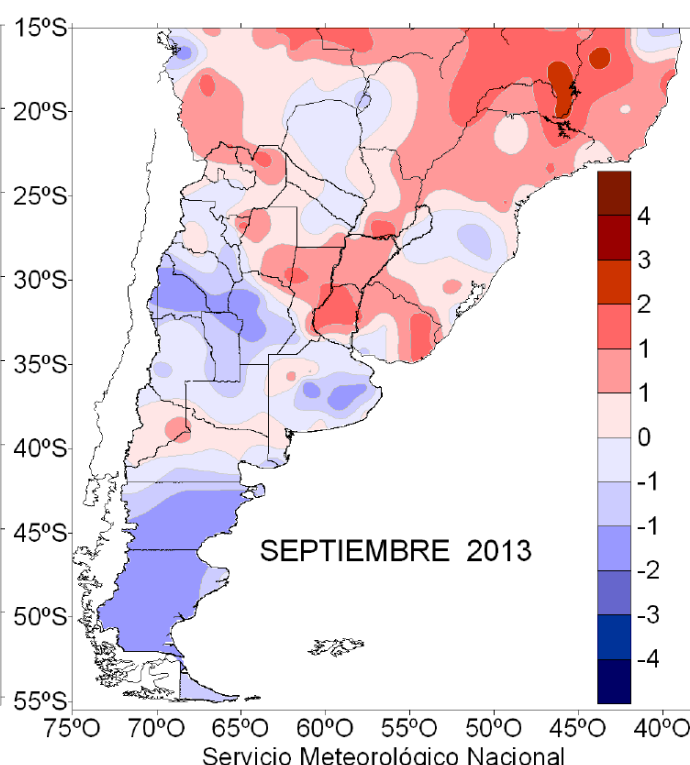 15ºS
20ºS
25ºS
30ºS
35ºS
40ºS
45ºS
50ºS
55ºS
4
3
2
1
1
0
-1
-1
-2
-3
-4
SEPTIEMBRE 2013
75ºO 70ºO 65ºO 60ºO 55ºO 50ºO 45ºO 40ºO
Servicio Meteorológico Nacional